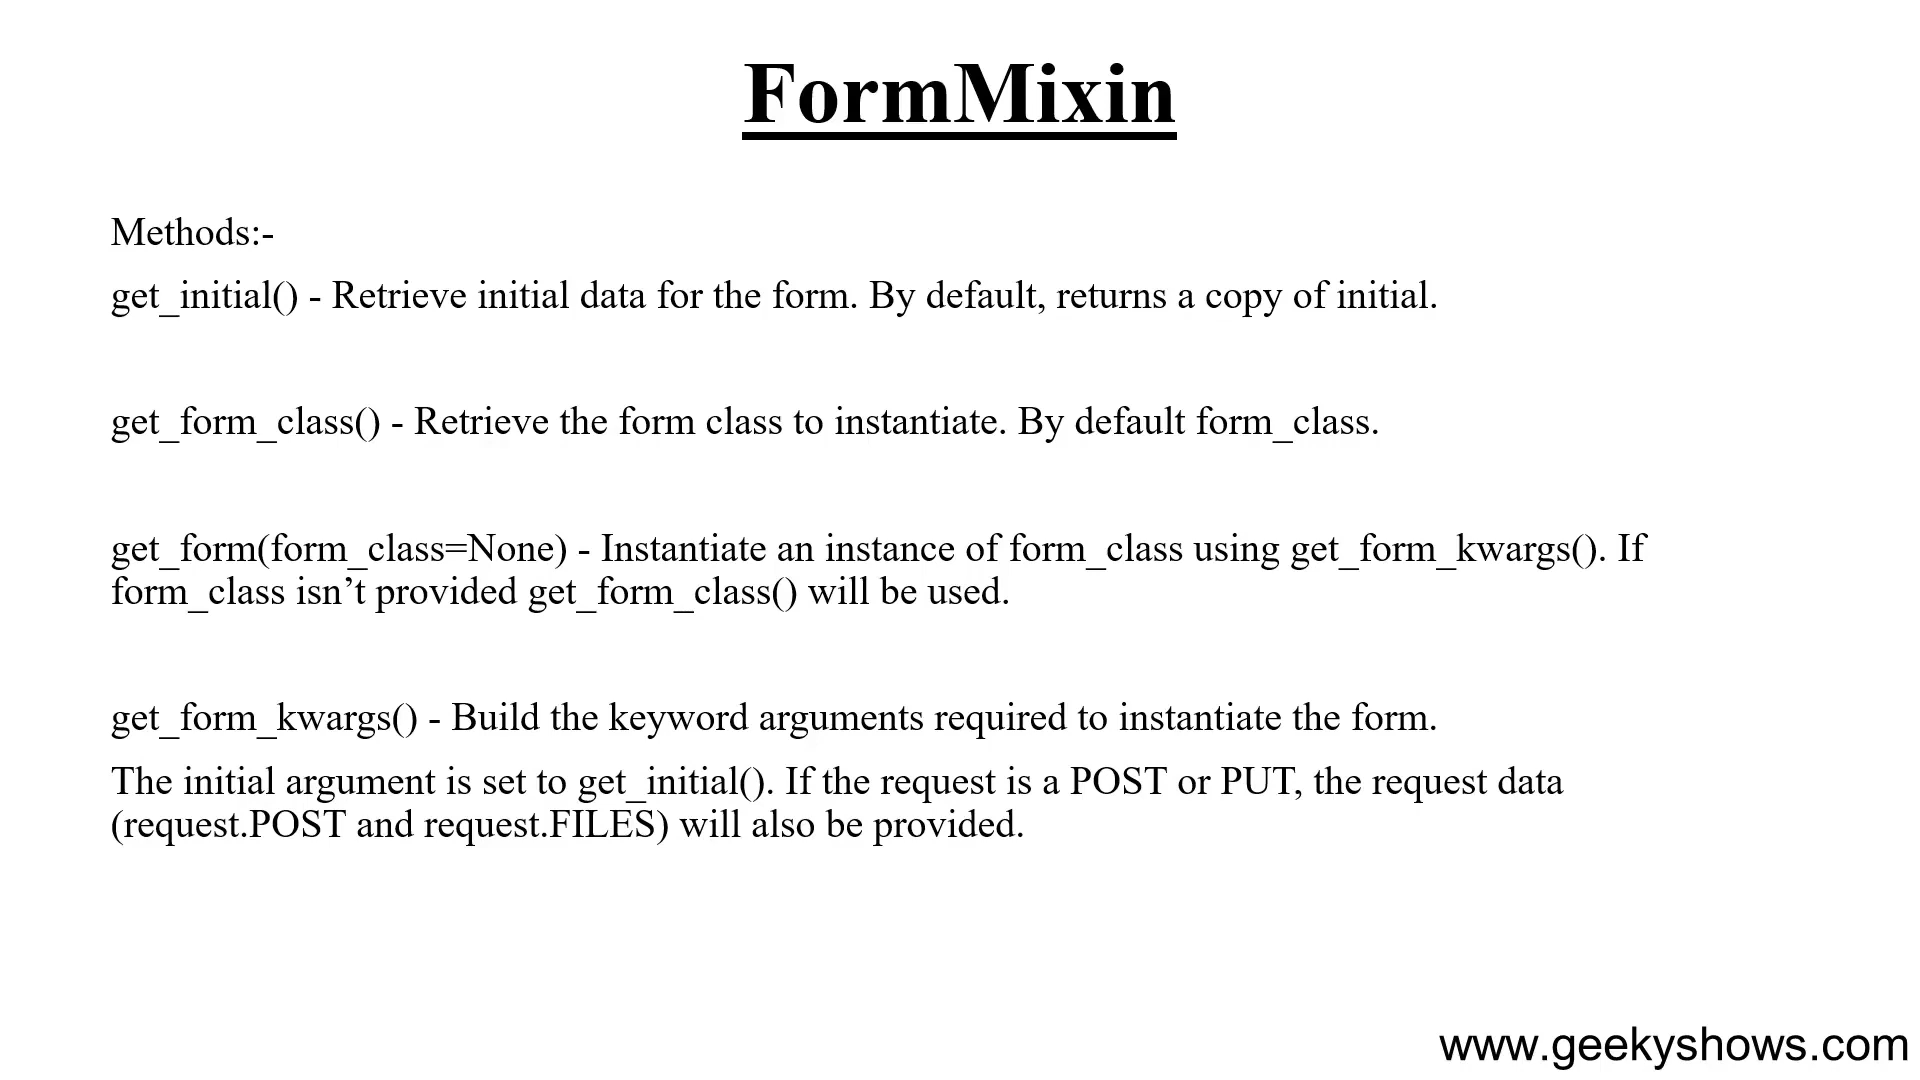 FormMixin
Methods:-
get_initial() - Retrieve initial data for the form. By default, returns a copy of initial.
get_form_class() - Retrieve the form class to instantiate. By default form_class.
get_form(form_class=None) - Instantiate an instance of form_class using get_form_kwargs(). If
form_class isn’t provided get_form_class() will be used.
get_form_kwargs() - Build the keyword arguments required to instantiate the form.
The initial argument is set to get_initial(). If the request is a POST or PUT, the request data
(request.POST and request.FILES) will also be provided.
www.geekyshows.com